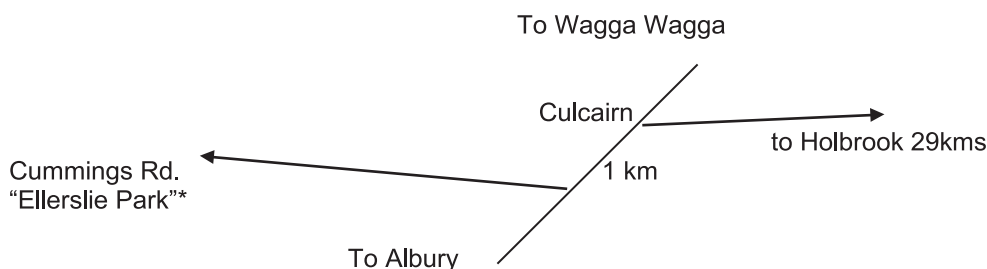 To Wagga Wagga
Culcairn
to Holbrook 29kms
1 km
Cummings Rd.
“Ellerslie Park”*
To Albury